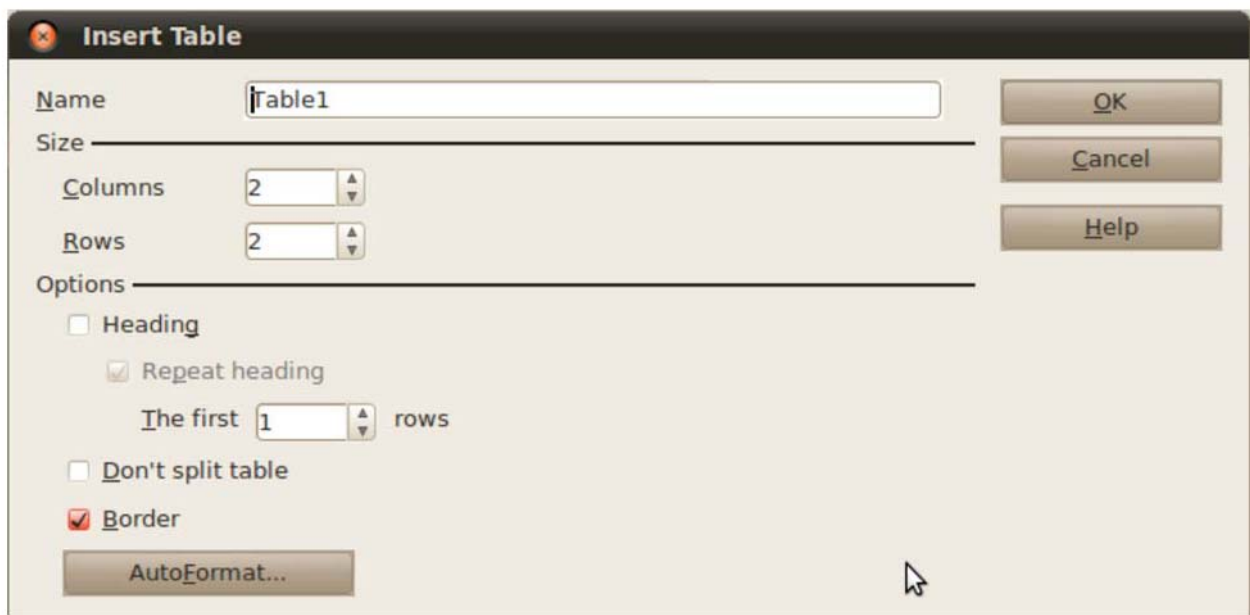 Insert Table
Name Table1 OK
Size
Cancel
Columns 2
Help
Rows 2
Options
Heading
Repeat heading
The first 1 rows
Don't split table
Border
AutoFormat...